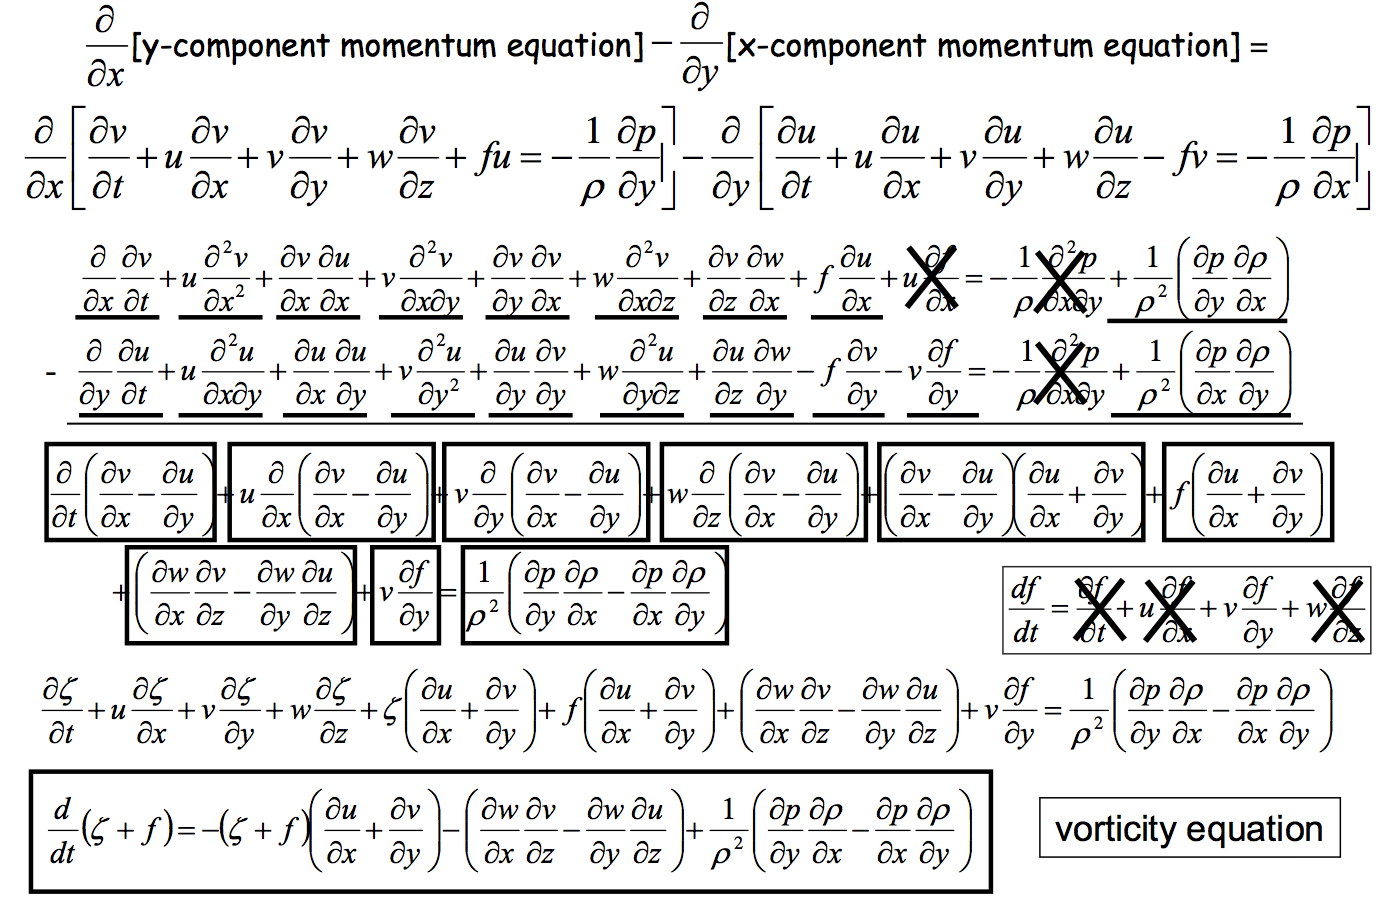 ∂/∂x [y-component momentum equation] − ∂/∂y [x-component momentum equation] =
∂/∂x [∂v/∂t + u ∂v/∂x + v ∂v/∂y + w ∂v/∂z + fu = − 1/ρ ∂p/∂y] − ∂/∂y [∂u/∂t + u ∂u/∂x + v ∂u/∂y + w ∂u/∂z − fv = − 1/ρ ∂p/∂x]
∂/∂x ∂v/∂t + u ∂²v/∂x² + ∂v/∂x ∂u/∂x + v ∂²v/∂x∂y + ∂v/∂y ∂v/∂x + w ∂²v/∂x∂z + ∂v/∂z ∂w/∂x + f ∂u/∂x + u ∂f/∂x = − 1/ρ ∂²p/∂x∂y + 1/ρ² (∂p/∂y ∂ρ/∂x)
- ∂/∂y ∂u/∂t + u ∂²u/∂x∂y + ∂u/∂x ∂u/∂y + v ∂²u/∂y² + ∂u/∂y ∂v/∂y + w ∂²u/∂y∂z + ∂u/∂z ∂w/∂y − f ∂v/∂y − v ∂f/∂y = − 1/ρ ∂²p/∂x∂y + 1/ρ² (∂p/∂x ∂ρ/∂y)
∂/∂t (∂v/∂x − ∂u/∂y) + u ∂/∂x (∂v/∂x − ∂u/∂y) + v ∂/∂y (∂v/∂x − ∂u/∂y) + w ∂/∂z (∂v/∂x − ∂u/∂y) + (∂v/∂x − ∂u/∂y)(∂u/∂x + ∂v/∂y) + f (∂u/∂x + ∂v/∂y)
+ (∂w/∂x ∂v/∂z − ∂w/∂y ∂u/∂z) + v ∂f/∂y = 1/ρ² (∂p/∂y ∂ρ/∂x − ∂p/∂x ∂ρ/∂y)
df/dt = ∂f/∂t + u ∂f/∂x + v ∂f/∂y + w ∂f/∂z
∂ζ/∂t + u ∂ζ/∂x + v ∂ζ/∂y + w ∂ζ/∂z + ζ (∂u/∂x + ∂v/∂y) + f (∂u/∂x + ∂v/∂y) + (∂w/∂x ∂v/∂z − ∂w/∂y ∂u/∂z) + v ∂f/∂y = 1/ρ² (∂p/∂y ∂ρ/∂x − ∂p/∂x ∂ρ/∂y)
d/dt (ζ + f) = −(ζ + f)(∂u/∂x + ∂v/∂y) − (∂w/∂x ∂v/∂z − ∂w/∂y ∂u/∂z) + 1/ρ² (∂p/∂y ∂ρ/∂x − ∂p/∂x ∂ρ/∂y)
vorticity equation